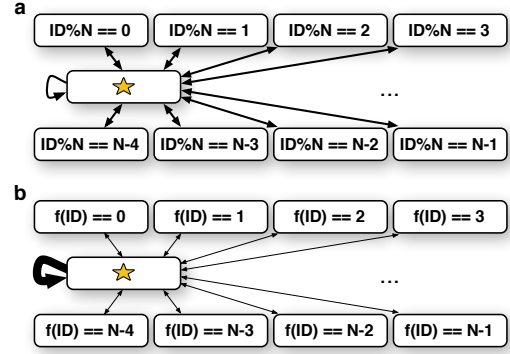 a
ID%N == 0 ID%N == 1 ID%N == 2 ID%N == 3
...
ID%N == N-4 ID%N == N-3 ID%N == N-2 ID%N == N-1
b
f(ID) == 0 f(ID) == 1 f(ID) == 2 f(ID) == 3
...
f(ID) == N-4 f(ID) == N-3 f(ID) == N-2 f(ID) == N-1